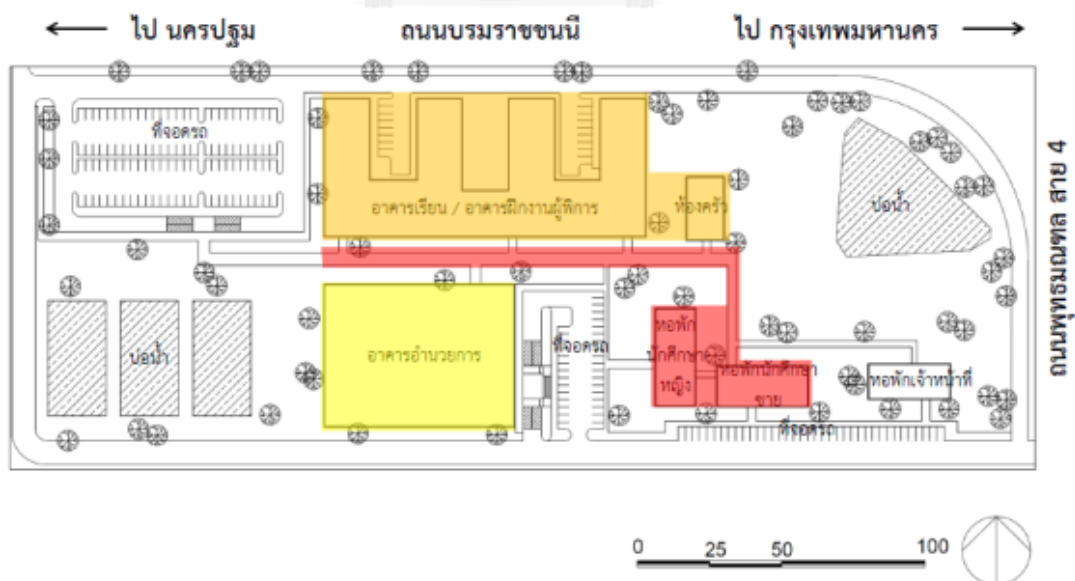 ไป นครปฐม
ถนนบรมราชชนนี
ไป กรุงเทพมหานคร
ที่จอดรถ
อาคารเรียน / อาคารฝึกงานผู้พิการ
ห้องครัว
บ่อน้ำ
ถนนพุทธมณฑล สาย 4
บ่อน้ำ
อาคารอำนวยการ
ที่จอดรถ
หอพัก
นักศึกษา
หญิง
หอพักนักศึกษา
ชาย
หอพักเจ้าหน้าที่
ที่จอดรถ
0 25 50 100